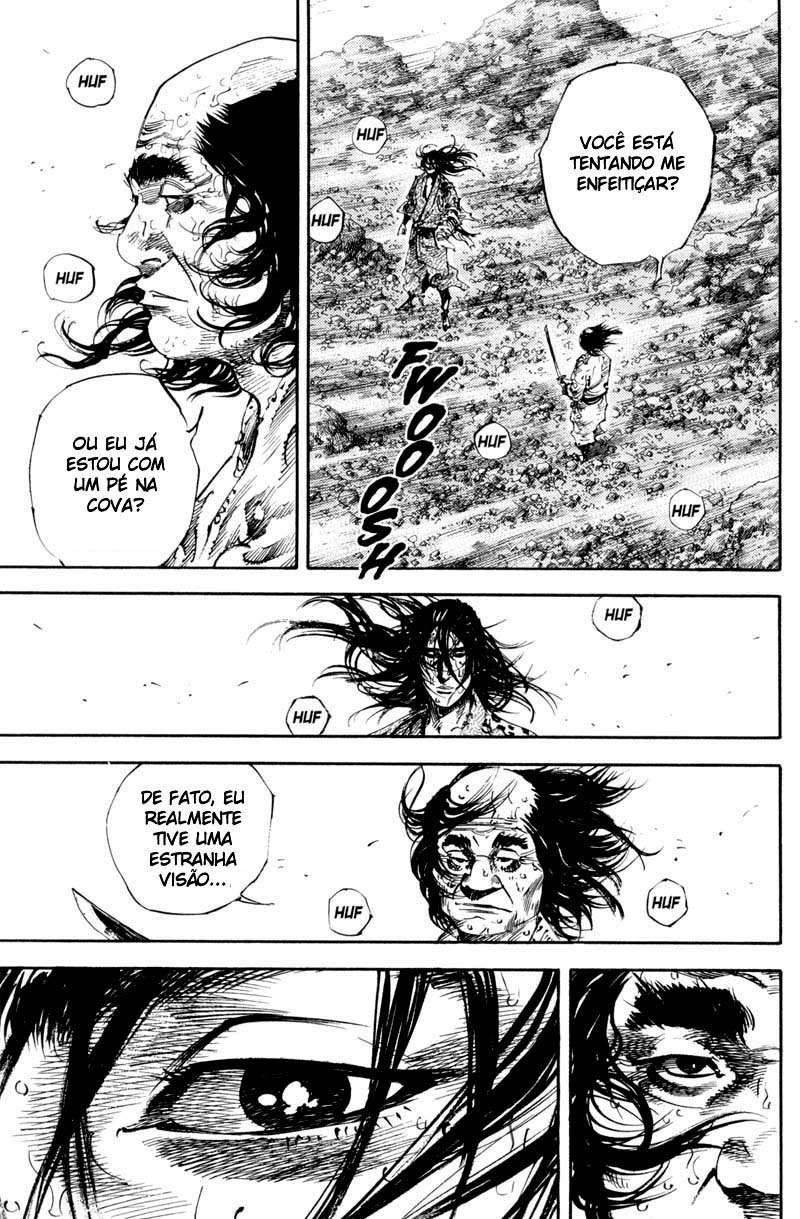 VOCÊ ESTÁ
TENTANDO ME
ENFEITIÇAR?
HUF
HUF
HUF
HUF
FWOOOSH
HUF
HUF
OU EU JÁ
ESTOU COM
UM PÉ NA
COVA?
HUF
HUF
DE FATO, EU
REALMENTE
TIVE UMA
ESTRANHA
VISÃO...
HUF
HUF